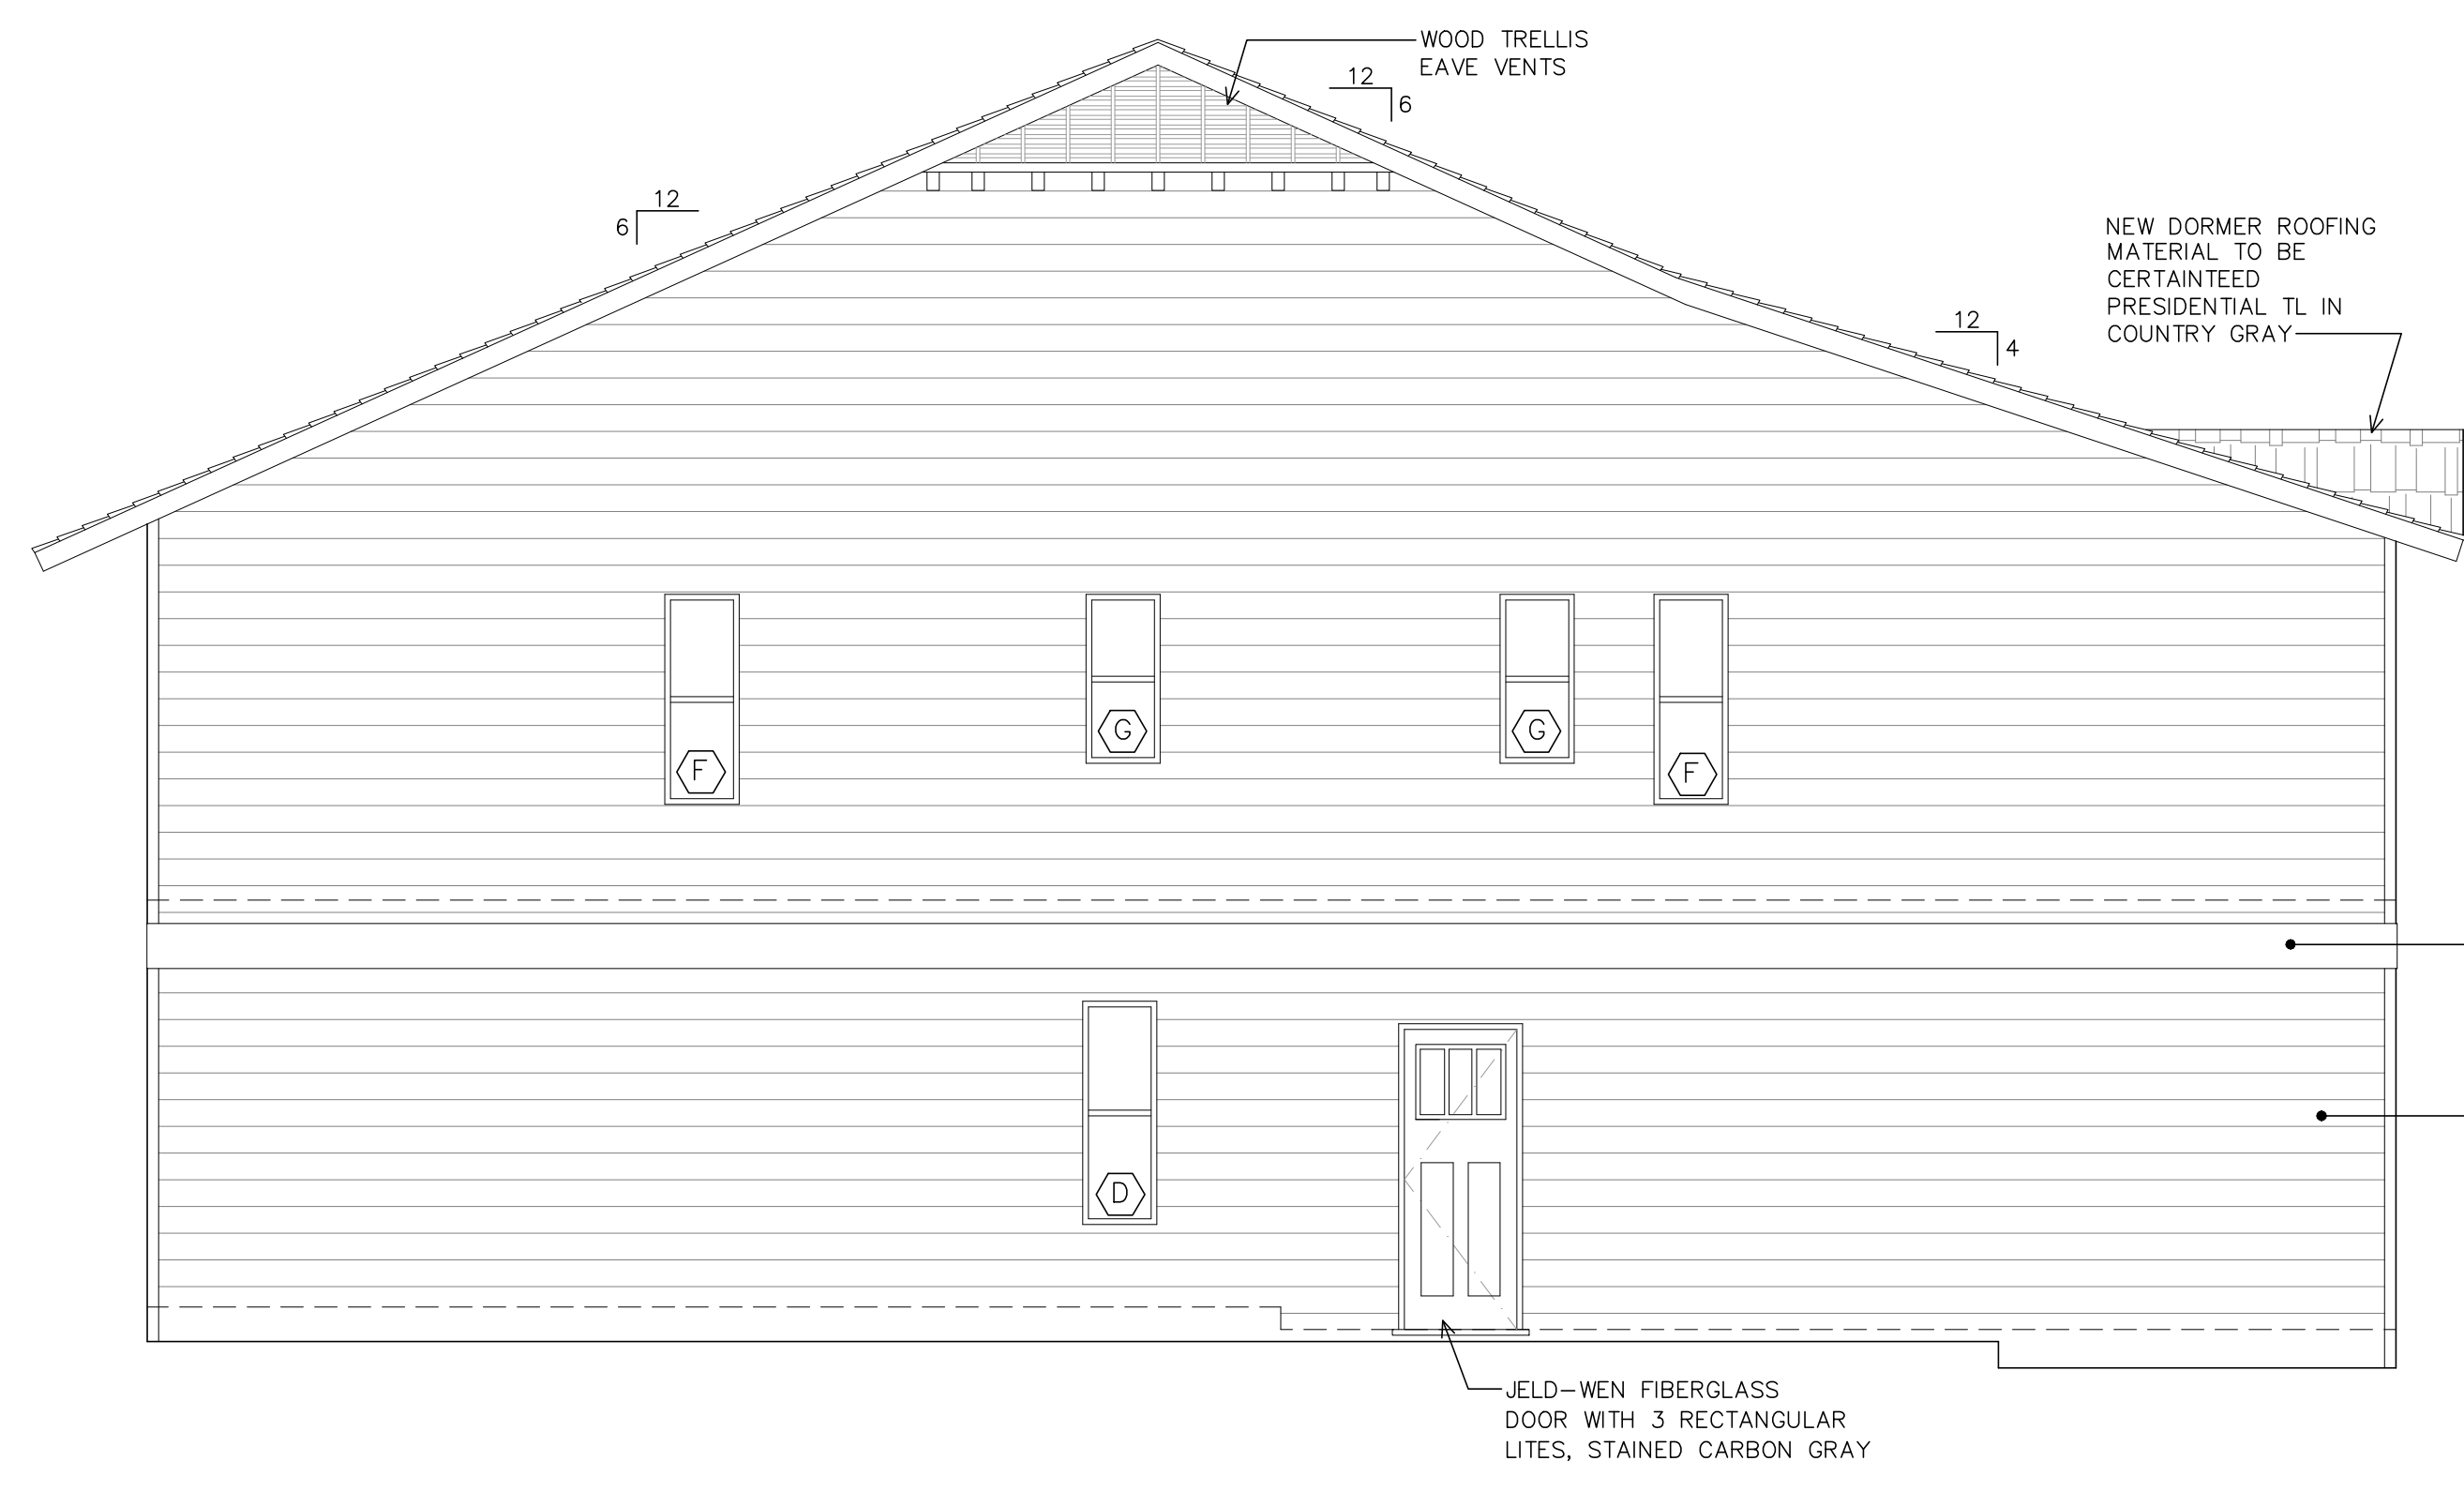 WOOD TRELLIS
EAVE VENTS
12
6
12
6
NEW DORMER ROOFING
MATERIAL TO BE
CERTAINTEED
PRESIDENTIAL TL IN
COUNTRY GRAY
12
4
F
G
G
F
D
JELD-WEN FIBERGLASS
DOOR WITH 3 RECTANGULAR
LITES, STAINED CARBON GRAY